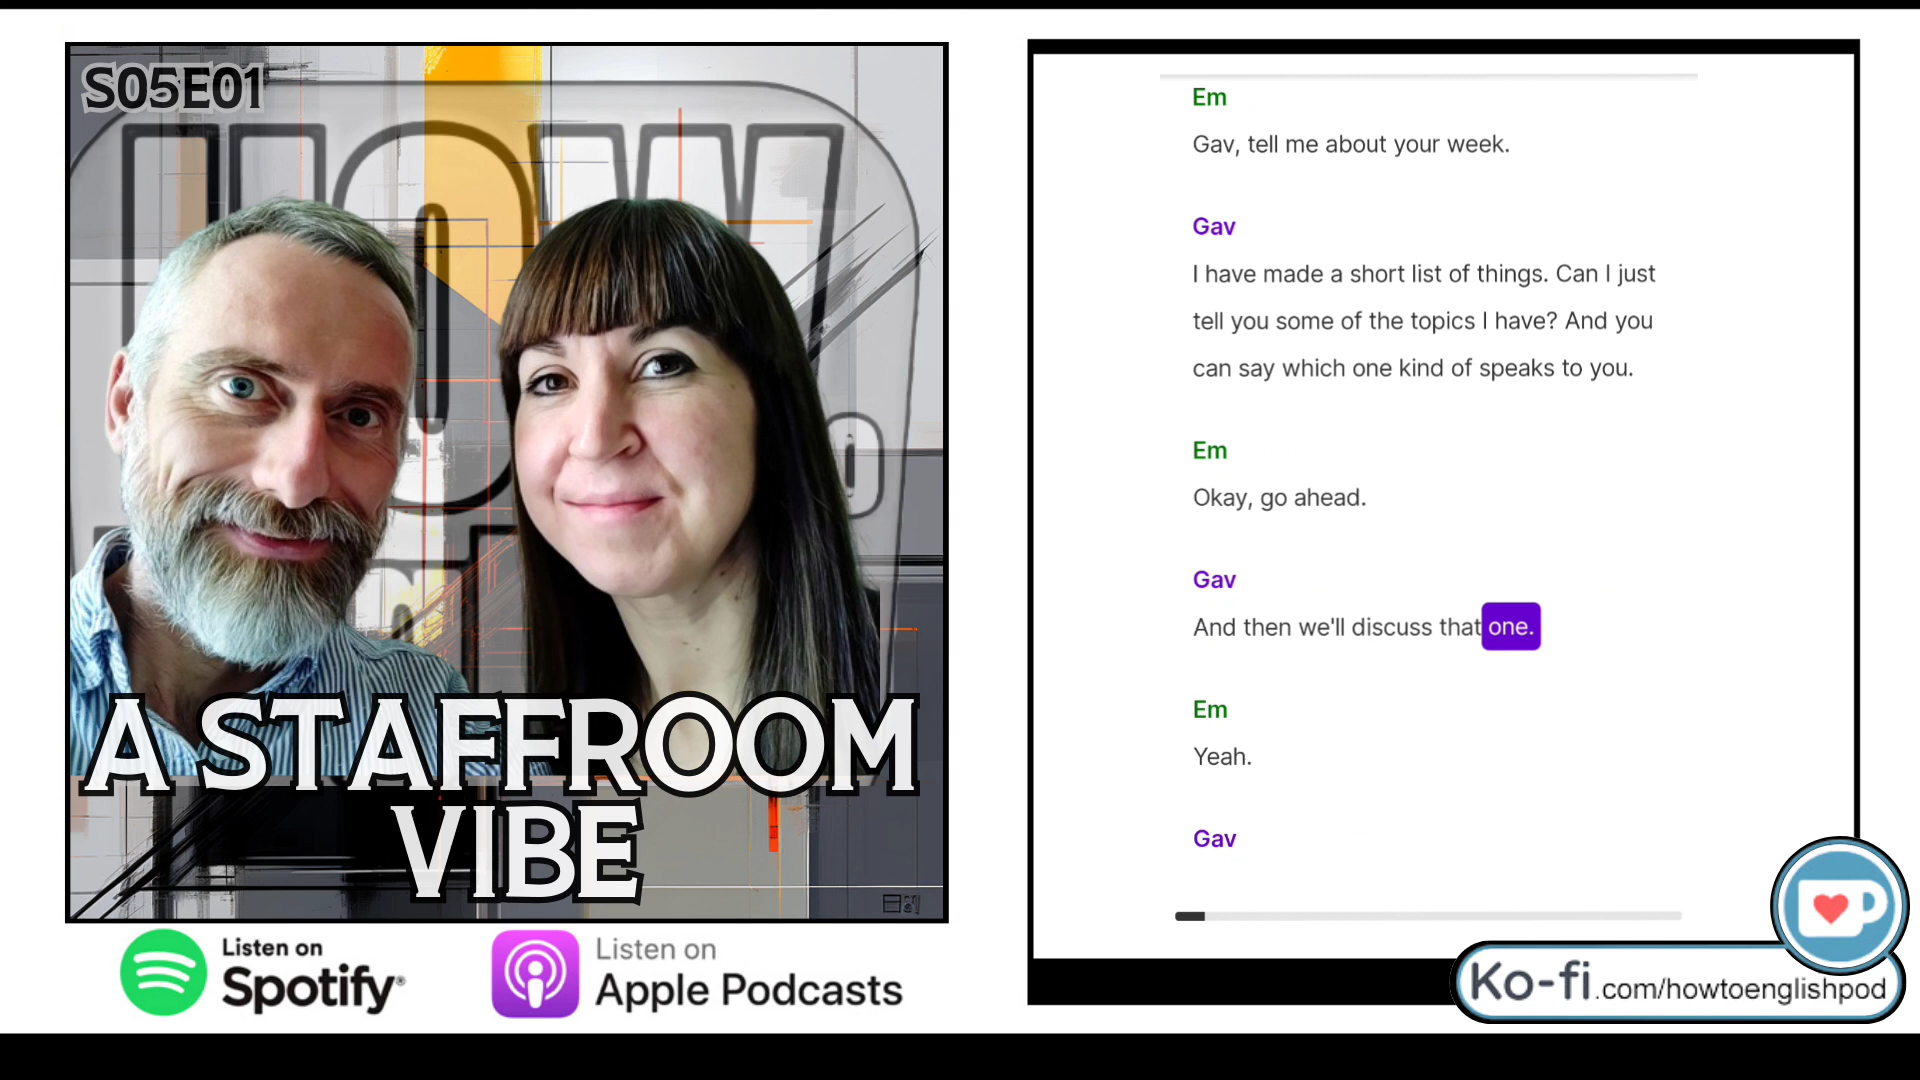 S05E01
HOW
TO
A STAFFROOM
VIBE
Listen on
Spotify®
Listen on
Apple Podcasts
Em
Gav, tell me about your week.
Gav
I have made a short list of things. Can I just
tell you some of the topics I have? And you
can say which one kind of speaks to you.
Em
Okay, go ahead.
Gav
And then we'll discuss that one.
Em
Yeah.
Gav
Ko-fi.com/howtoenglishpod